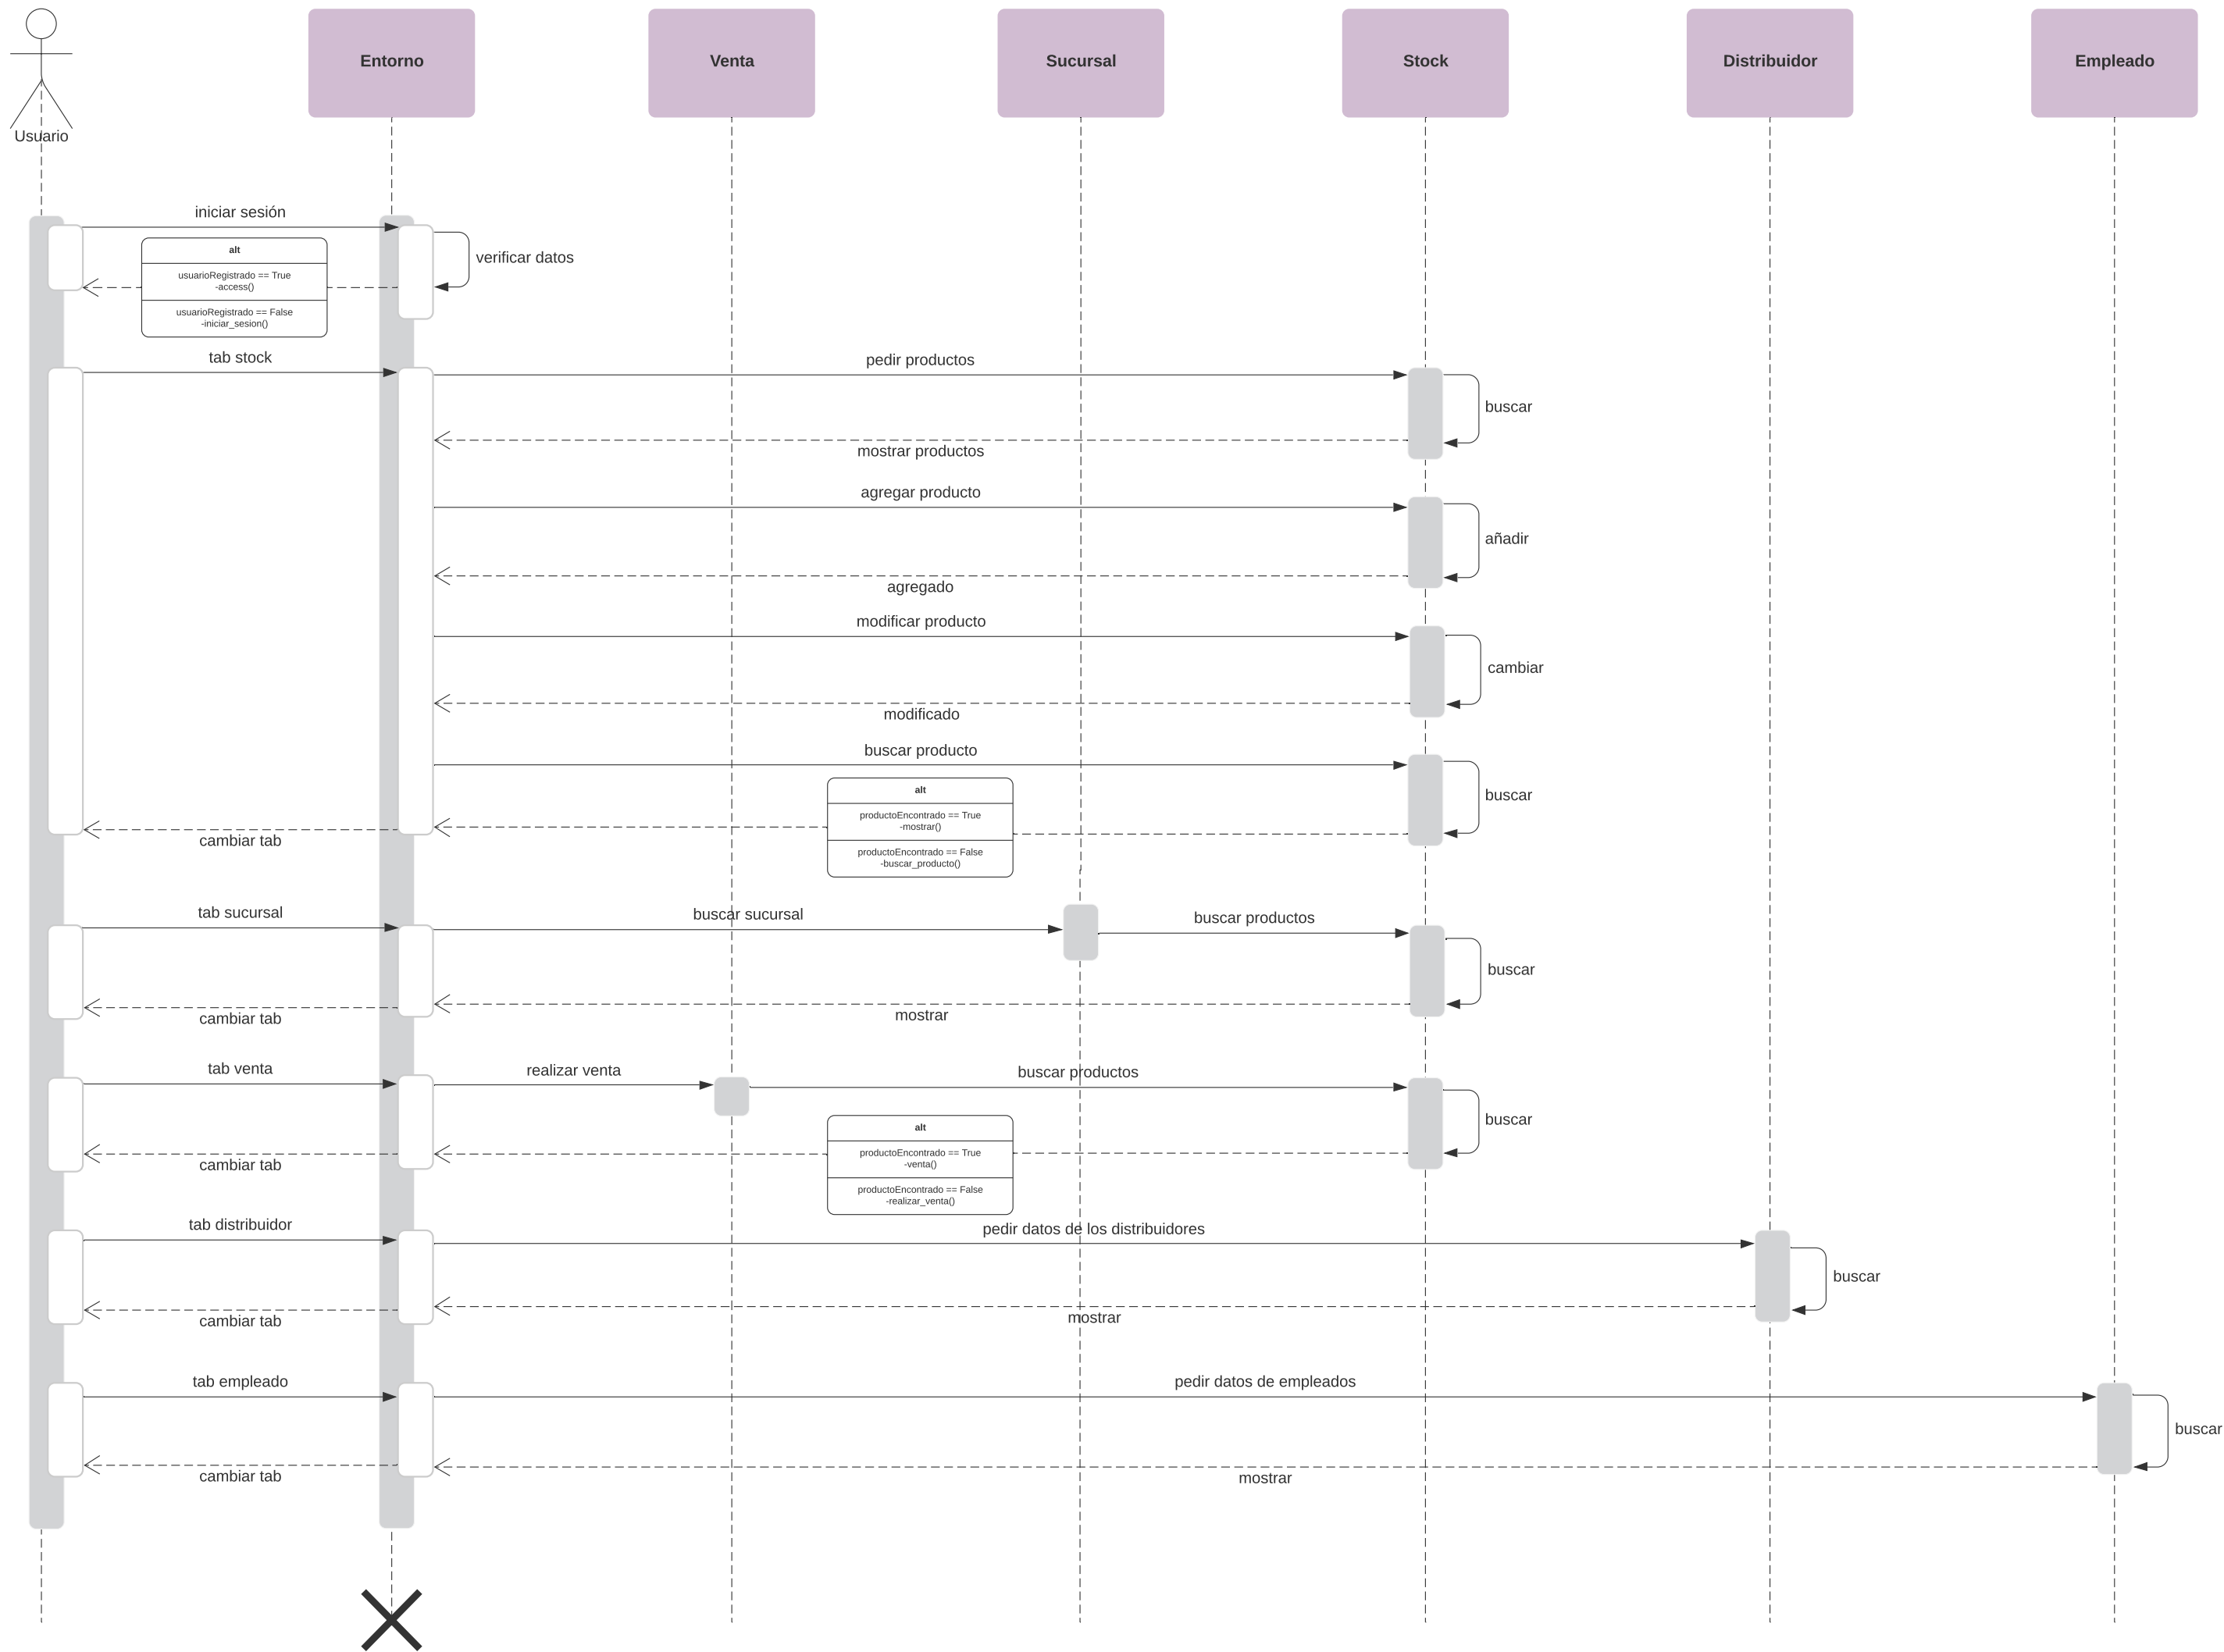 Entorno
Venta
Sucursal
Stock
Distribuidor
Empleado
Usuario
iniciar sesión
verificar datos
alt
usuarioRegistrado == True
-access()
usuarioRegistrado == False
-iniciar_sesion()
tab stock
pedir productos
buscar
mostrar productos
agregar producto
añadir
agregado
modificar producto
cambiar
modificado
buscar producto
alt
productoEncontrado == True
-mostrar()
productoEncontrado == False
-buscar_producto()
buscar
cambiar tab
tab sucursal
buscar sucursal
buscar productos
buscar
cambiar tab
mostrar
tab venta
realizar venta
buscar productos
buscar
alt
productoEncontrado == True
-venta()
productoEncontrado == False
-realizar_venta()
cambiar tab
tab distribuidor
pedir datos de los distribuidores
buscar
cambiar tab
mostrar
tab empleado
pedir datos de empleados
buscar
cambiar tab
mostrar